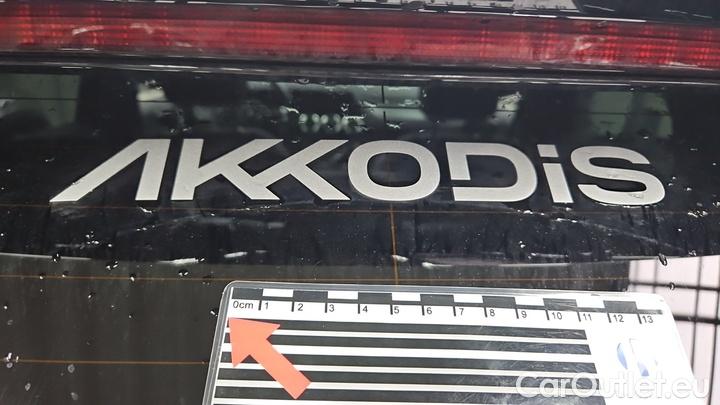 AKKODiS
0cm 1 2 3 4 5 6 7 8 9 10 11 12 13
CarOutlet.eu